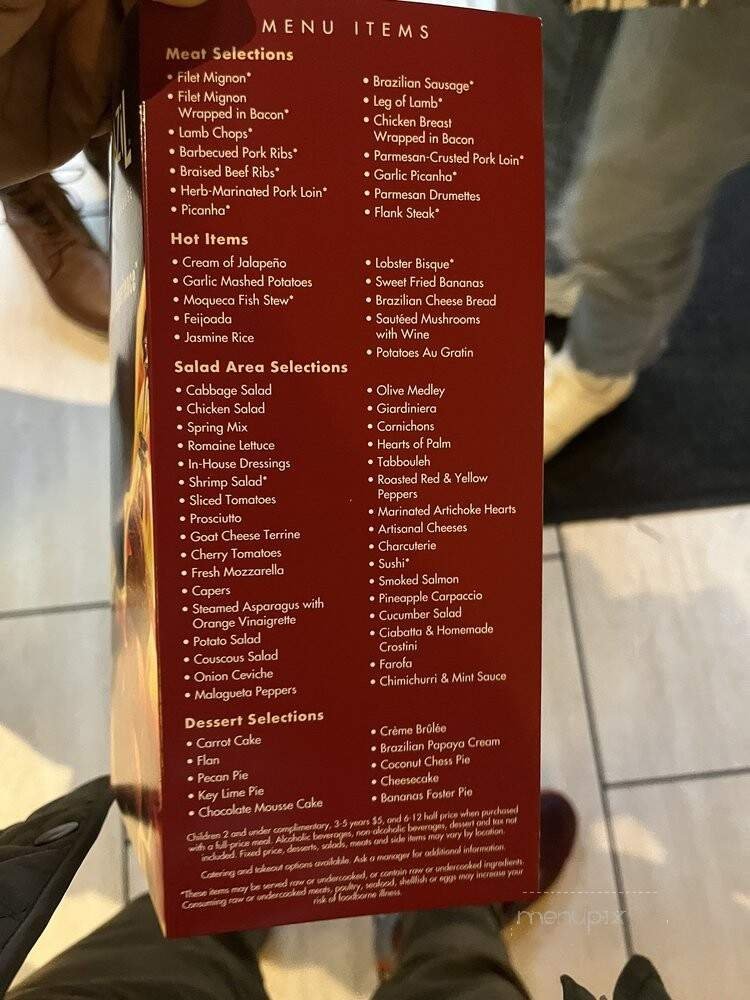 MENU ITEMS
Meat Selections
• Filet Mignon*
• Filet Mignon
Wrapped in Bacon*
• Lamb Chops*
• Barbecued Pork Ribs*
• Braised Beef Ribs*
• Herb-Marinated Pork Loin*
• Picanha*
• Brazilian Sausage*
• Leg of Lamb*
• Chicken Breast
Wrapped in Bacon
• Parmesan-Crusted Pork Loin*
• Garlic Picanha*
• Parmesan Drumettes
• Flank Steak*
Hot Items
• Cream of Jalapeño
• Garlic Mashed Potatoes
• Moqueca Fish Stew*
• Feijoada
• Jasmine Rice
• Lobster Bisque*
• Sweet Fried Bananas
• Brazilian Cheese Bread
• Sautéed Mushrooms
with Wine
• Potatoes Au Gratin
Salad Area Selections
• Cabbage Salad
• Chicken Salad
• Spring Mix
• Romaine Lettuce
• In-House Dressings
• Shrimp Salad*
• Sliced Tomatoes
• Prosciutto
• Goat Cheese Terrine
• Cherry Tomatoes
• Fresh Mozzarella
• Capers
• Steamed Asparagus with
Orange Vinaigrette
• Potato Salad
• Couscous Salad
• Onion Ceviche
• Malagueta Peppers
• Olive Medley
• Giardiniera
• Cornichons
• Hearts of Palm
• Tabbouleh
• Roasted Red & Yellow
Peppers
• Marinated Artichoke Hearts
• Artisanal Cheeses
• Charcuterie
• Sushi*
• Smoked Salmon
• Pineapple Carpaccio
• Cucumber Salad
• Ciabatta & Homemade
Crostini
• Farofa
• Chimichurri & Mint Sauce
Dessert Selections
• Carrot Cake
• Flan
• Pecan Pie
• Key Lime Pie
• Chocolate Mousse Cake
• Crème Brûlée
• Brazilian Papaya Cream
• Coconut Chess Pie
• Cheesecake
• Bananas Foster Pie
Children 2 and under complimentary, 3-5 years $5, and 6-12 half price when purchased
with a full-price meal. Alcoholic beverages, non-alcoholic beverages, dessert and tax not
included. Fixed price, desserts, salads, meats and side items may vary by location.
Catering and takeout options available. Ask a manager for additional information.
*These items may be served raw or undercooked, or contain raw or undercooked ingredients.
Consuming raw or undercooked meats, poultry, seafood, shellfish or eggs may increase your
risk of foodborne illness.
menupix